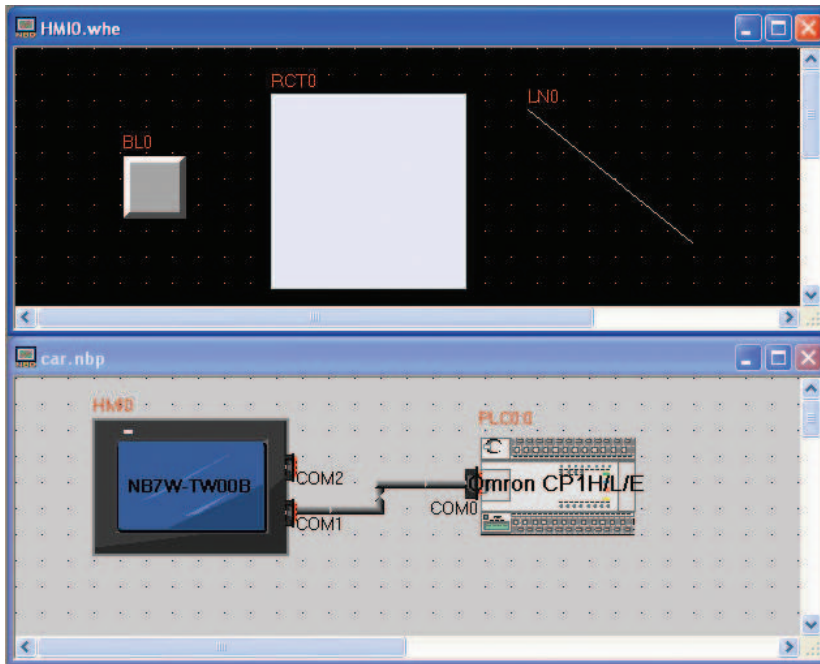 HMI0.whe
RCT0
LN0
BL0
car.nbp
HMI0
PLC0:0
NB7W-TW00B
COM2
Omron CP1H/L/E
COM0
COM1